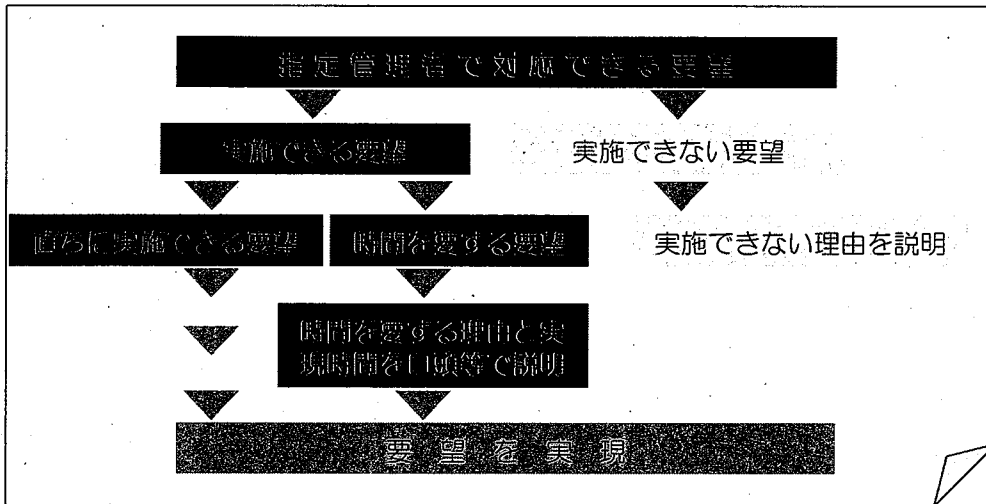 指定管理者で対応できる要望
実施できる要望
実施できない要望
直ちに実施できる要望
時間を要する要望
実施できない理由を説明
時間を要する理由と実
現時間を口頭等で説明
要望を実現